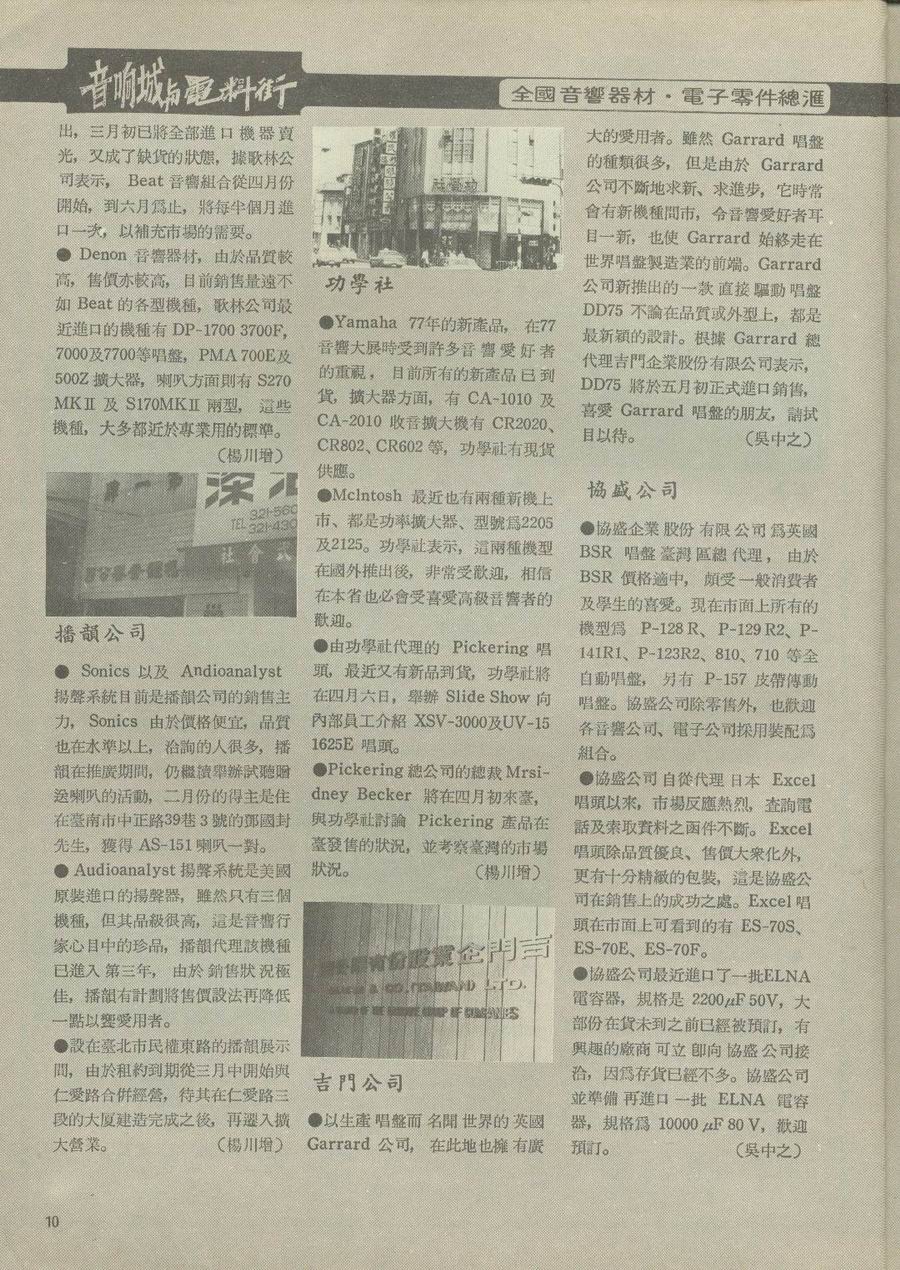 音响城与電料街
全國音響器材・電子零件總滙
出，三月初已將全部進口機器賣
光，又成了缺貨的狀態，據歌林公
司表示， Beat 音響組合從四月份
開始，到六月爲止，將每半個月進
口一次，以補充市場的需要。
● Denon 音響器材，由於品質較
高，售價亦較高，目前銷售量遠不
如 Beat 的各型機種，歌林公司最
近進口的機種有 DP-1700 3700F,
7000及7700等唱盤，PMA 700E及
500Z 擴大器，喇叭方面則有 S270
MKⅡ 及 S170MKⅡ 兩型， 這些
機種，大多都近於專業用的標準。
（楊川增）
TEL 321-560
321-430
播韻公司
● Sonics 以及 Andioanalyst
揚聲系統目前是播韻公司的銷售主
力，Sonics 由於價格便宜，品質
也在水準以上，洽詢的人很多，播
韻在推廣期間，仍繼續舉辦試聽贈
送喇叭的活動，二月份的得主是住
在臺南市中正路39巷 3 號的鄧國封
先生，獲得 AS-151 喇叭一對。
● Audioanalyst 揚聲系統是美國
原裝進口的揚聲器，雖然只有三個
機種，但其品級很高，這是音響行
家心目中的珍品，播韻代理該機種
已進入第三年， 由於銷售狀況極
佳，播韻有計劃將售價設法再降低
一點以饗愛用者。
●設在臺北市民權東路的播韻展示
間，由於租約到期從三月中開始與
仁愛路合併經營，待其在仁愛路三
段的大厦建造完成之後，再遷入擴
大營業。 （楊川增）
功學社
●Yamaha 77年的新產品， 在77
音響大展時受到許多音響愛好者
的重視， 目前所有的新產品已到
貨，擴大器方面，有 CA-1010 及
CA-2010 收音擴大機有 CR2020、
CR802、CR602 等，功學社有現貨
供應。
●McIntosh 最近也有兩種新機上
市、都是功率擴大器、型號爲2205
及2125。功學社表示，這兩種機型
在國外推出後，非常受歡迎，相信
在本省也必會受喜愛高級音響者的
歡迎。
●由功學社代理的 Pickering 唱
頭，最近又有新品到貨，功學社將
在四月六日，舉辦 Slide Show 向
內部員工介紹 XSV-3000及UV-15
1625E 唱頭。
●Pickering 總公司的總裁 Mrsi-
dney Becker 將在四月初來臺，
與功學社討論 Pickering 產品在
臺發售的狀況，並考察臺灣的市場
狀況。 （楊川增）
& CO. (TAIWAN) LTD.
吉門公司
●以生產唱盤而名聞世界的英國
Garrard 公司， 在此地也擁有廣
大的愛用者。雖然 Garrard 唱盤
的種類很多， 但是由於 Garrard
公司不斷地求新、求進步，它時常
會有新機種問市，令音響愛好者耳
目一新，也使 Garrard 始終走在
世界唱盤製造業的前端。Garrard
公司新推出的一款直接驅動唱盤
DD75 不論在品質或外型上，都是
最新穎的設計。根據 Garrard 總
代理吉門企業股份有限公司表示，
DD75 將於五月初正式進口銷售，
喜愛 Garrard 唱盤的朋友，請拭
目以待。 （吳中之）
協盛公司
●協盛企業股份有限公司爲英國
BSR 唱盤臺灣區總代理， 由於
BSR 價格適中， 頗受一般消費者
及學生的喜愛。現在市面上所有的
機型爲 P-128 R、 P-129 R2、P-
141R1、P-123R2、810、710 等全
自動唱盤， 另有 P-157 皮帶傳動
唱盤。協盛公司除零售外，也歡迎
各音響公司、電子公司採用裝配爲
組合。
●協盛公司自從代理日本 Excel
唱頭以來，市場反應熱烈，查詢電
話及索取資料之函件不斷。Excel
唱頭除品質優良、售價大衆化外，
更有十分精緻的包裝，這是協盛公
司在銷售上的成功之處。Excel 唱
頭在市面上可看到的有 ES-70S、
ES-70E、ES-70F。
●協盛公司最近進口了一批ELNA
電容器，規格是 2200μF 50V，大
部份在貨未到之前已經被預訂，有
興趣的廠商可立卽向協盛公司接
洽，因爲存貨已經不多。協盛公司
並準備再進口一批 ELNA 電容
器，規格爲 10000 μF 80 V，歡迎
預訂。 （吳中之）
10